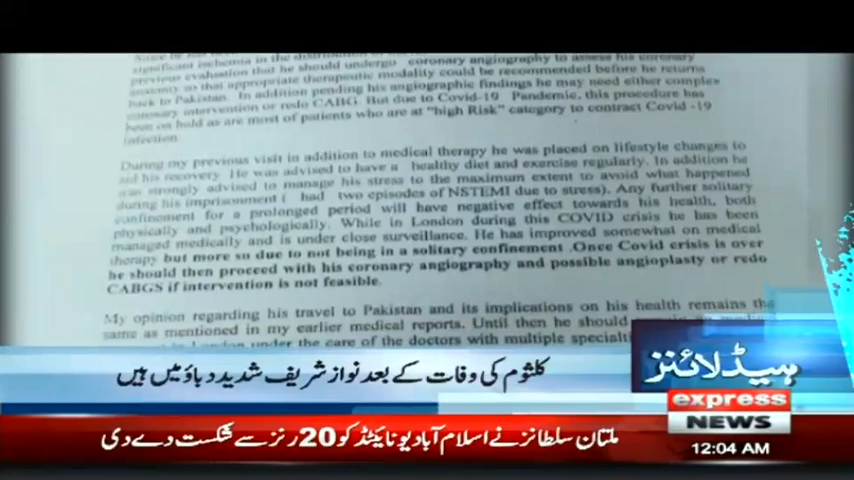 significant ischemia in the distribution of
previous evaluation that he should undergo coronary angiography to assess his coronary
anatomy so that appropriate therapeutic modality could be recommended before he returns
back to Pakistan. In addition pending his angiographic findings he may need either complex
coronary intervention or redo CABG. But due to Covid-19 Pandemic, this procedure has
been on hold as are most of patients who are at "high Risk" category to contract Covid -19
infection.
During my previous visit in addition to medical therapy he was placed on lifestyle changes to
aid his recovery. He was advised to have a healthy diet and exercise regularly. In addition he
was strongly advised to manage his stress to the maximum extent to avoid what happened
during his imprisonment ( had two episodes of NSTEMI due to stress). Any further solitary
confinement for a prolonged period will have negative effect towards his health, both
physically and psychologically. While in London during this COVID crisis he has been
managed medically and is under close surveillance. He has improved somewhat on medical
therapy but more so due to not being in a solitary confinement .Once Covid crisis is over
he should then proceed with his coronary angiography and possible angioplasty or redo
CABGS if intervention is not feasible.
My opinion regarding his travel to Pakistan and its implications on his health remains the
same as mentioned in my earlier medical reports. Until then he should
in London under the care of the doctors with multiple
کلثوم کی وفات کے بعد نواز شریف شدید دباؤ میں ہیں
ہیڈلائنز
express
NEWS
12:04 AM
ملتان سلطانز نے اسلام آباد یونائیٹڈ کو 20 رنز سے شکست دے دی